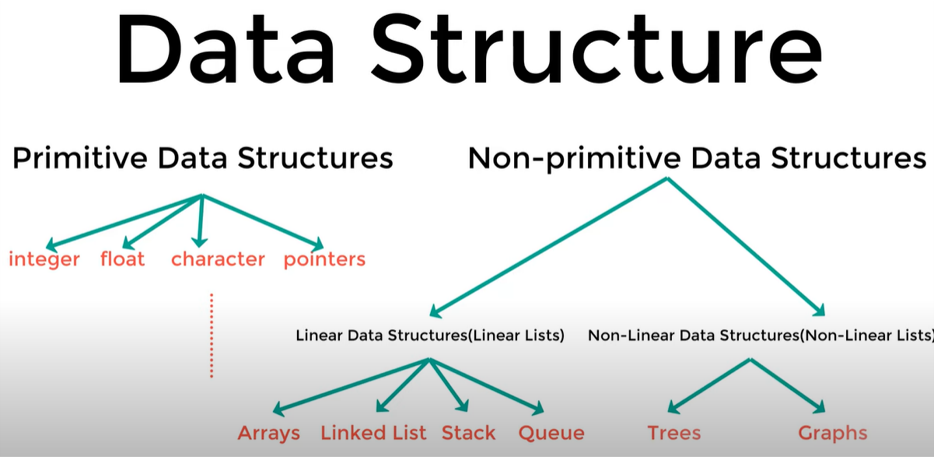 Data Structure
Primitive Data Structures
Non-primitive Data Structures
integer float character pointers
Linear Data Structures(Linear Lists)
Non-Linear Data Structures(Non-Linear Lists)
Arrays Linked List Stack Queue
Trees Graphs